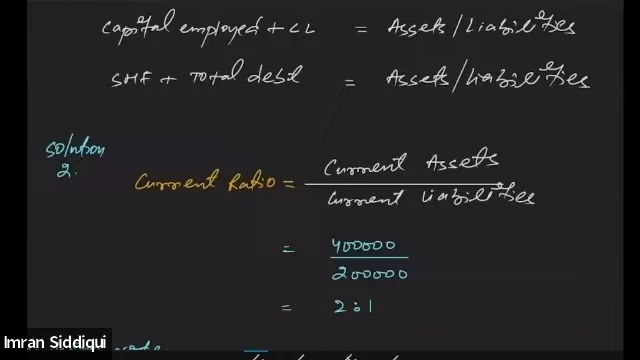 Capital employed + CL = Assets/Liabilities
SHF + Total debt = Assets/Liabilities
Solution
2.
Current Ratio = Current Assets
Current Liabilities
= 400000
200000
= 2:1
Imran Siddiqui